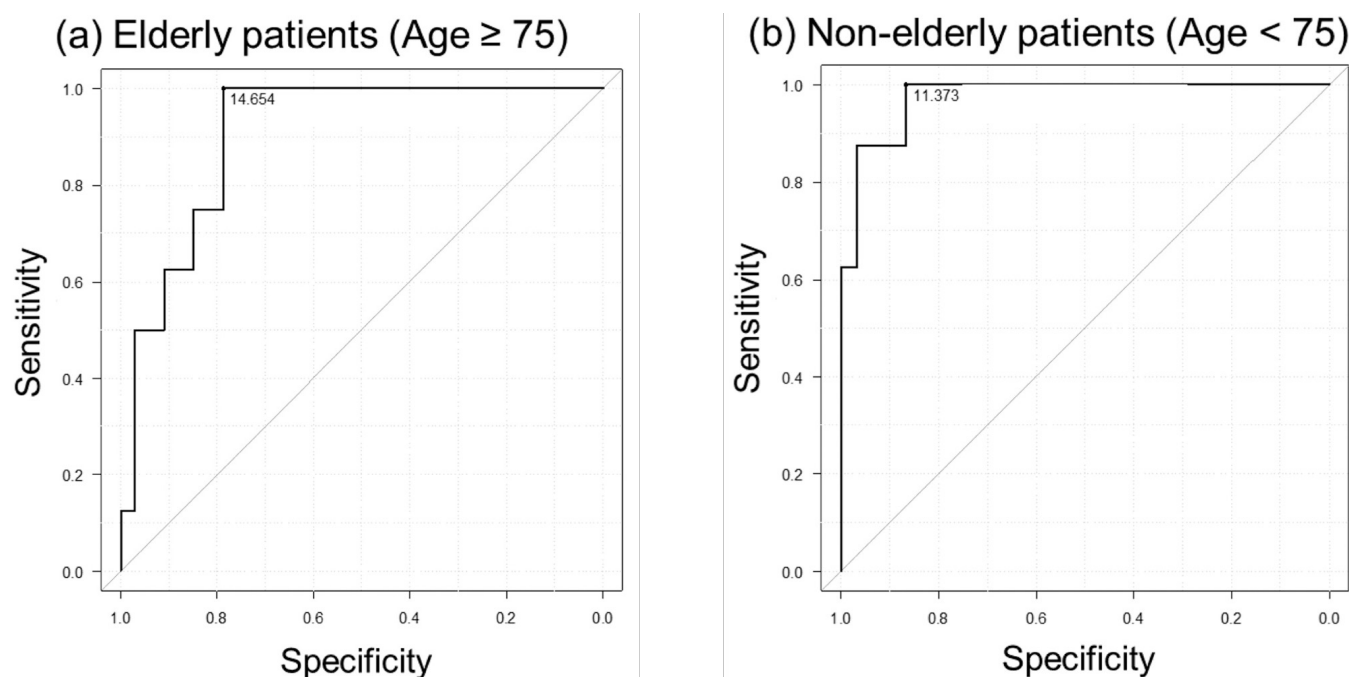 (a) Elderly patients (Age ≥ 75)
1.0
14.654
0.8
0.6
0.4
0.2
0.0
Sensitivity
1.0 0.8 0.6 0.4 0.2 0.0
Specificity
(b) Non-elderly patients (Age < 75)
1.0
11.373
0.8
0.6
0.4
0.2
0.0
Sensitivity
1.0 0.8 0.6 0.4 0.2 0.0
Specificity